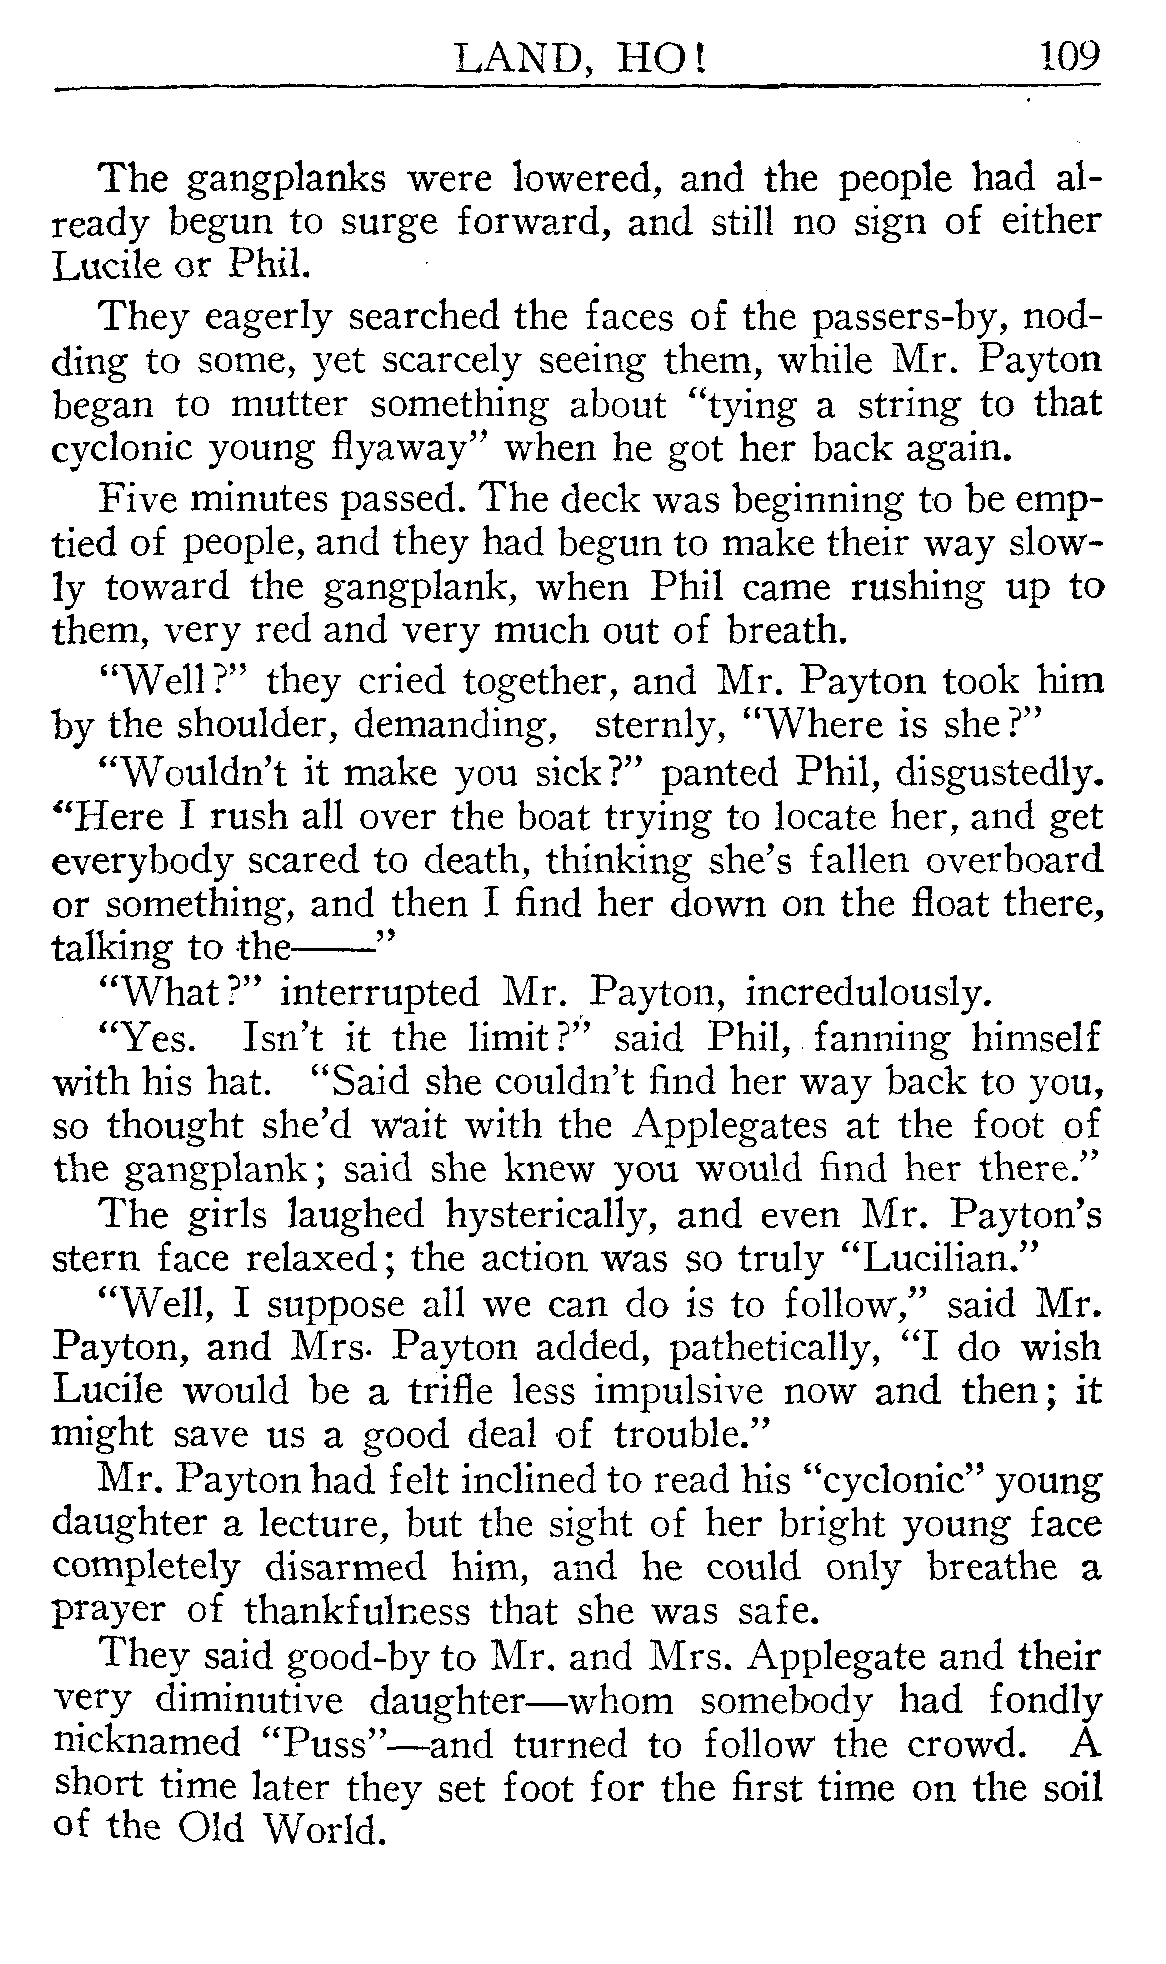 LAND, HO! 109
The gangplanks were lowered, and the people had al-
ready begun to surge forward, and still no sign of either
Lucile or Phil.
They eagerly searched the faces of the passers-by, nod-
ding to some, yet scarcely seeing them, while Mr. Payton
began to mutter something about “tying a string to that
cyclonic young flyaway” when he got her back again.
Five minutes passed. The deck was beginning to be emp-
tied of people, and they had begun to make their way slow-
ly toward the gangplank, when Phil came rushing up to
them, very red and very much out of breath.
“Well?” they cried together, and Mr. Payton took him
by the shoulder, demanding, sternly, “Where is she?”
“Wouldn’t it make you sick?” panted Phil, disgustedly.
“Here I rush all over the boat trying to locate her, and get
everybody scared to death, thinking she’s fallen overboard
or something, and then I find her down on the float there,
talking to the——”
“What?” interrupted Mr. Payton, incredulously.
“Yes. Isn’t it the limit?” said Phil, fanning himself
with his hat. “Said she couldn’t find her way back to you,
so thought she’d wait with the Applegates at the foot of
the gangplank; said she knew you would find her there.”
The girls laughed hysterically, and even Mr. Payton’s
stern face relaxed; the action was so truly “Lucilian.”
“Well, I suppose all we can do is to follow,” said Mr.
Payton, and Mrs. Payton added, pathetically, “I do wish
Lucile would be a trifle less impulsive now and then; it
might save us a good deal of trouble.”
Mr. Payton had felt inclined to read his “cyclonic” young
daughter a lecture, but the sight of her bright young face
completely disarmed him, and he could only breathe a
prayer of thankfulness that she was safe.
They said good-by to Mr. and Mrs. Applegate and their
very diminutive daughter—whom somebody had fondly
nicknamed “Puss”—and turned to follow the crowd. A
short time later they set foot for the first time on the soil
of the Old World.